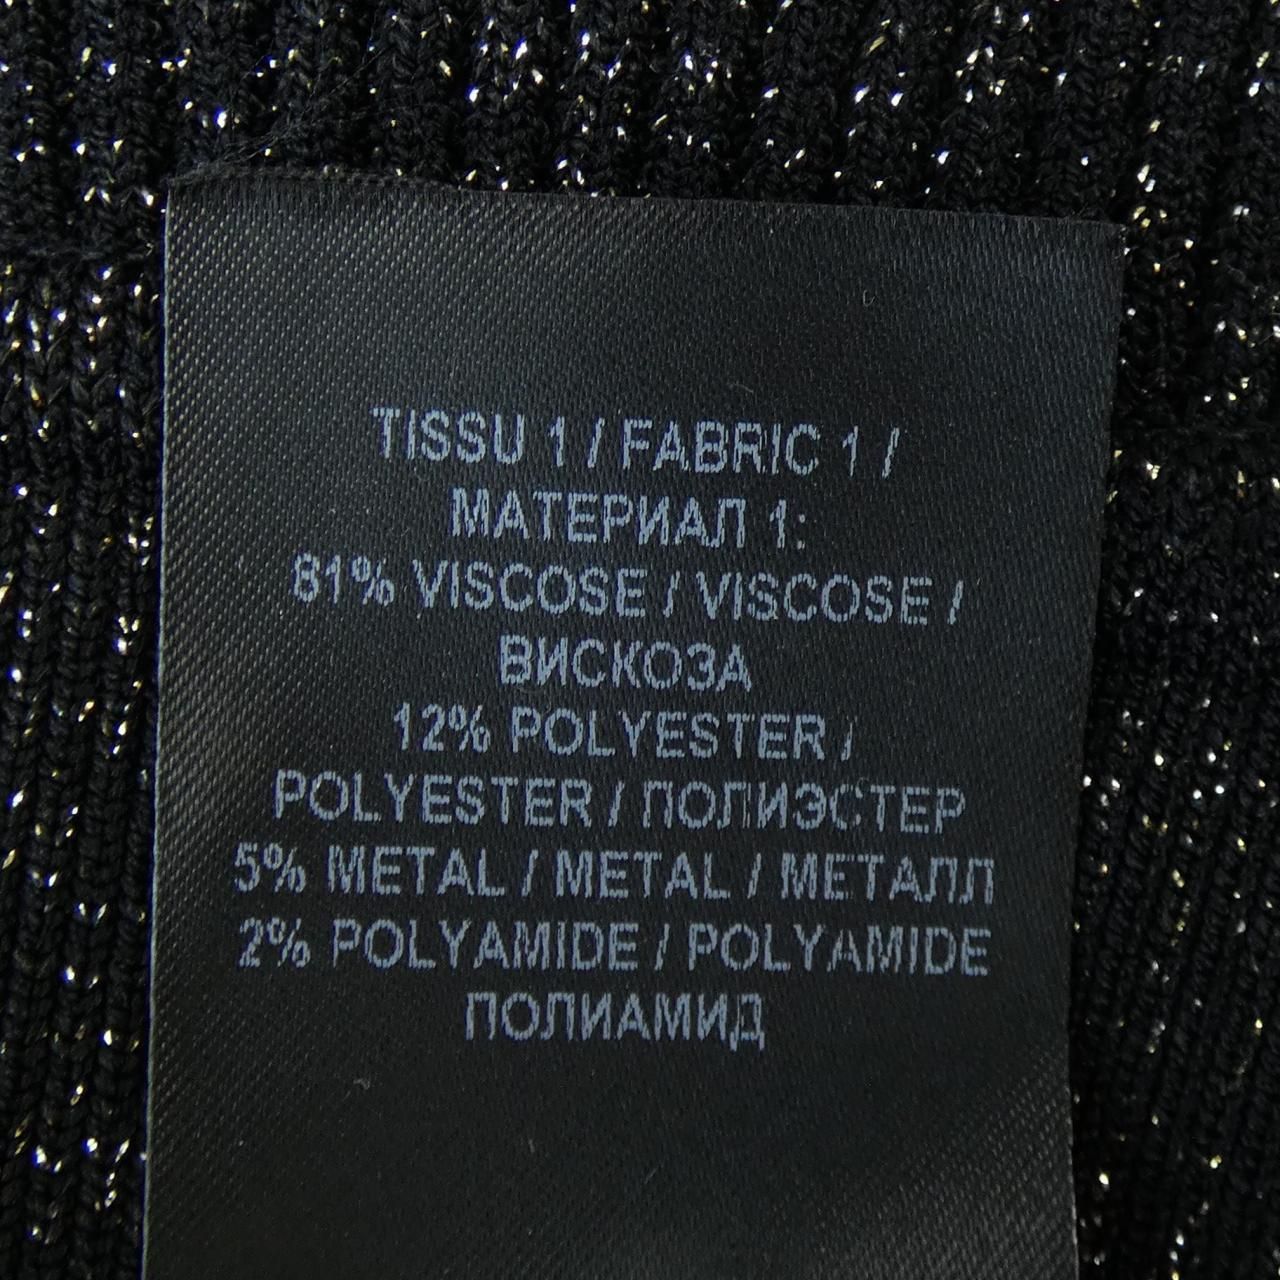 TISSU 1 / FABRIC 1 /
МАТЕРИАЛ 1:
81% VISCOSE / VISCOSE /
ВИСКОЗА
12% POLYESTER /
POLYESTER / ПОЛИЭСТЕР
5% METAL / METAL / МЕТАЛЛ
2% POLYAMIDE / POLYAMIDE
ПОЛИАМИД